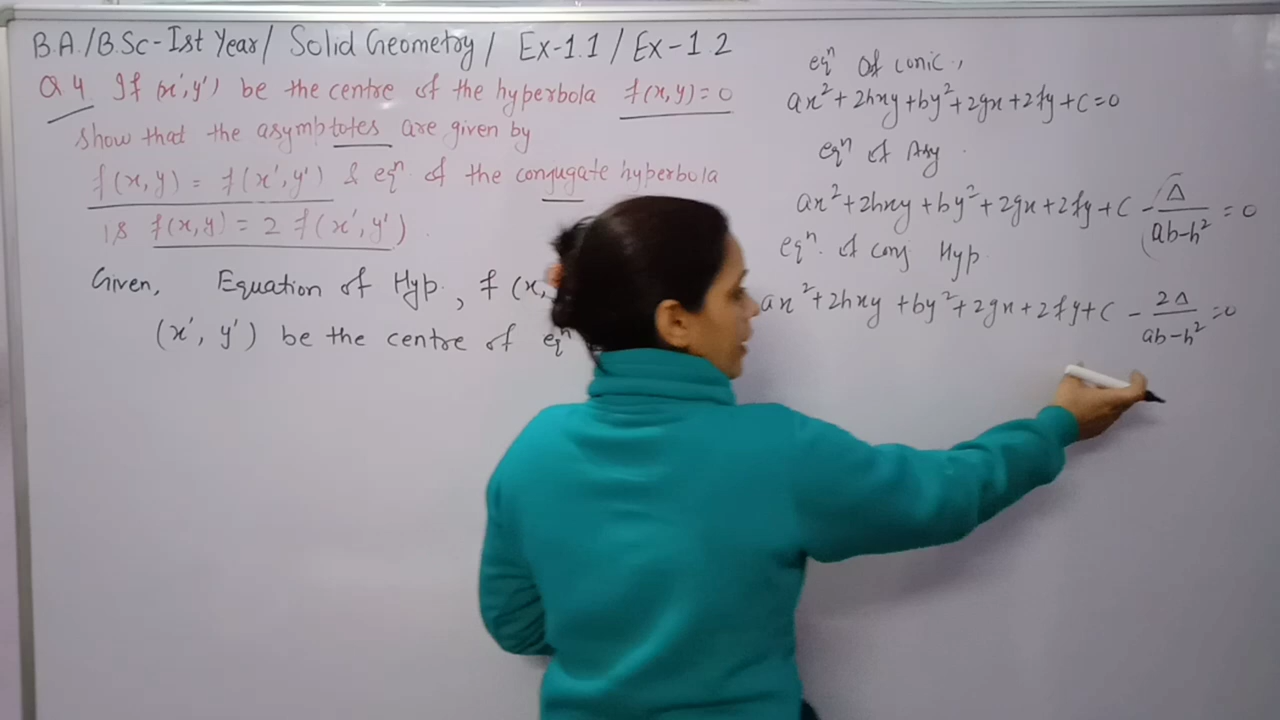 B.A./B.Sc-Ist Year/ Solid Geometry / Ex-1.1 / Ex-1.2
Q 4 If (x', y') be the centre of the hyperbola f(x,y)=0
show that the asymptotes are given by
f(x,y) = f(x',y') & eqⁿ of the conjugate hyperbola
is f(x,y) = 2 f(x',y').
Given, Equation of Hyp., f(x,
(x', y') be the centre of eqⁿ
eqⁿ of conic,
ax²+2hxy+by²+2gx+2fy+c=0
eqⁿ of Asy.
ax²+2hxy+by²+2gx+2fy+c - Δ/(ab-h²) = 0
eqⁿ. of conj Hyp.
ax²+2hxy+by²+2gx+2fy+c - 2Δ/(ab-h²) =0